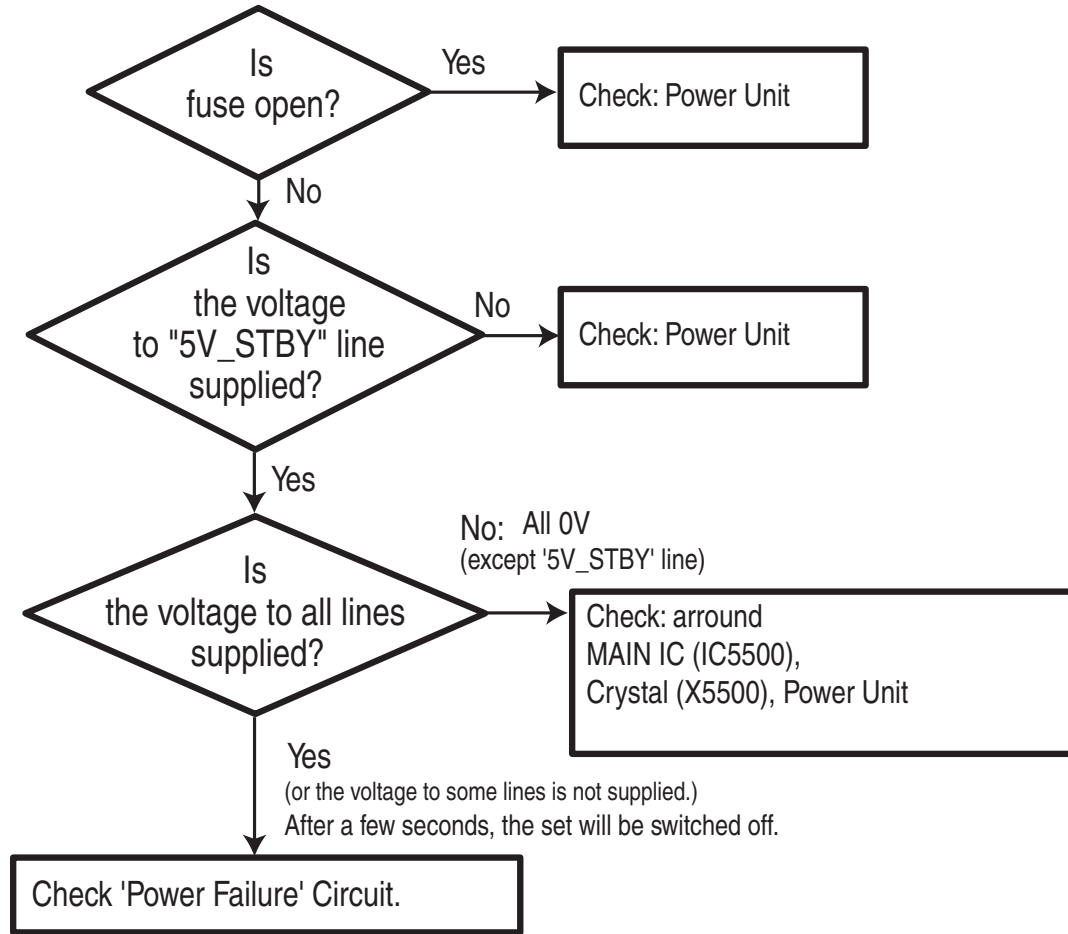 Is
fuse open?
Yes
Check: Power Unit
No
Is
the voltage
to "5V_STBY" line
supplied?
No
Check: Power Unit
Yes
Is
the voltage to all lines
supplied?
No: All 0V
(except '5V_STBY' line)
Check: arround
MAIN IC (IC5500),
Crystal (X5500), Power Unit
Yes
(or the voltage to some lines is not supplied.)
After a few seconds, the set will be switched off.
Check 'Power Failure' Circuit.